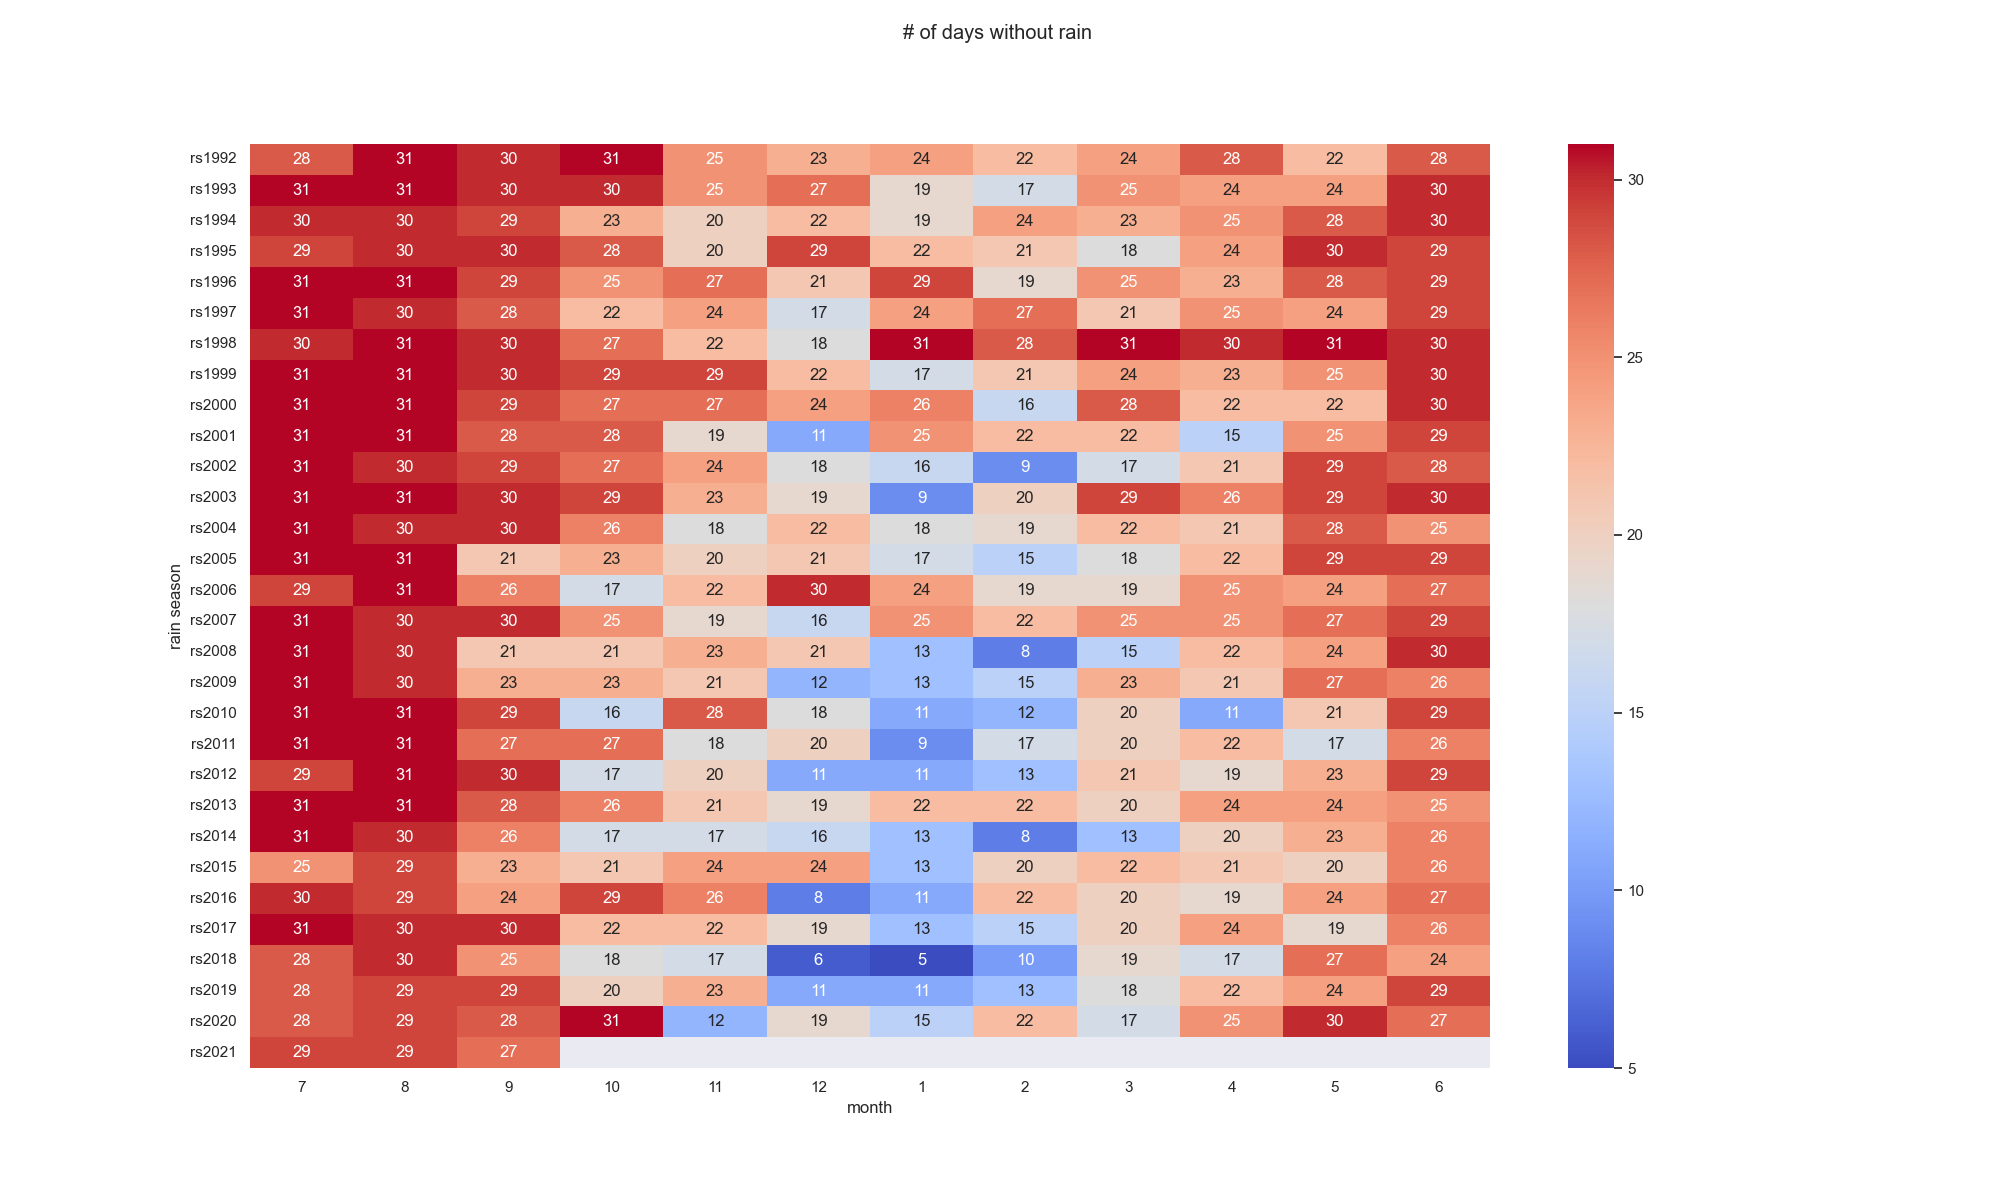 # of days without rain
rs1992 28 31 30 31 25 23 24 22 24 28 22 28
rs1993 31 31 30 30 25 27 19 17 25 24 24 30
rs1994 30 30 29 23 20 22 19 24 23 25 28 30
rs1995 29 30 30 28 20 29 22 21 18 24 30 29
rs1996 31 31 29 25 27 21 29 19 25 23 28 29
rs1997 31 30 28 22 24 17 24 27 21 25 24 29
rs1998 30 31 30 27 22 18 31 28 31 30 31 30
rs1999 31 31 30 29 29 22 17 21 24 23 25 30
rs2000 31 31 29 27 27 24 26 16 28 22 22 30
rs2001 31 31 28 28 19 11 25 22 22 15 25 29
rs2002 31 30 29 27 24 18 16 9 17 21 29 28
rs2003 31 31 30 29 23 19 9 20 29 26 29 30
rs2004 31 30 30 26 18 22 18 19 22 21 28 25
rs2005 31 31 21 23 20 21 17 15 18 22 29 29
rs2006 29 31 26 17 22 30 24 19 19 25 24 27
rs2007 31 30 30 25 19 16 25 22 25 25 27 29
rs2008 31 30 21 21 23 21 13 8 15 22 24 30
rs2009 31 30 23 23 21 12 13 15 23 21 27 26
rs2010 31 31 29 16 28 18 11 12 20 11 21 29
rs2011 31 31 27 27 18 20 9 17 20 22 17 26
rs2012 29 31 30 17 20 11 11 13 21 19 23 29
rs2013 31 31 28 26 21 19 22 22 20 24 24 25
rs2014 31 30 26 17 17 16 13 8 13 20 23 26
rs2015 25 29 23 21 24 24 13 20 22 21 20 26
rs2016 30 29 24 29 26 8 11 22 20 19 24 27
rs2017 31 30 30 22 22 19 13 15 20 24 19 26
rs2018 28 30 25 18 17 6 5 10 19 17 27 24
rs2019 28 29 29 20 23 11 11 13 18 22 24 29
rs2020 28 29 28 31 12 19 15 22 17 25 30 27
rs2021 29 29 27
7 8 9 10 11 12 1 2 3 4 5 6
month
rain season
30
25
20
15
10
5